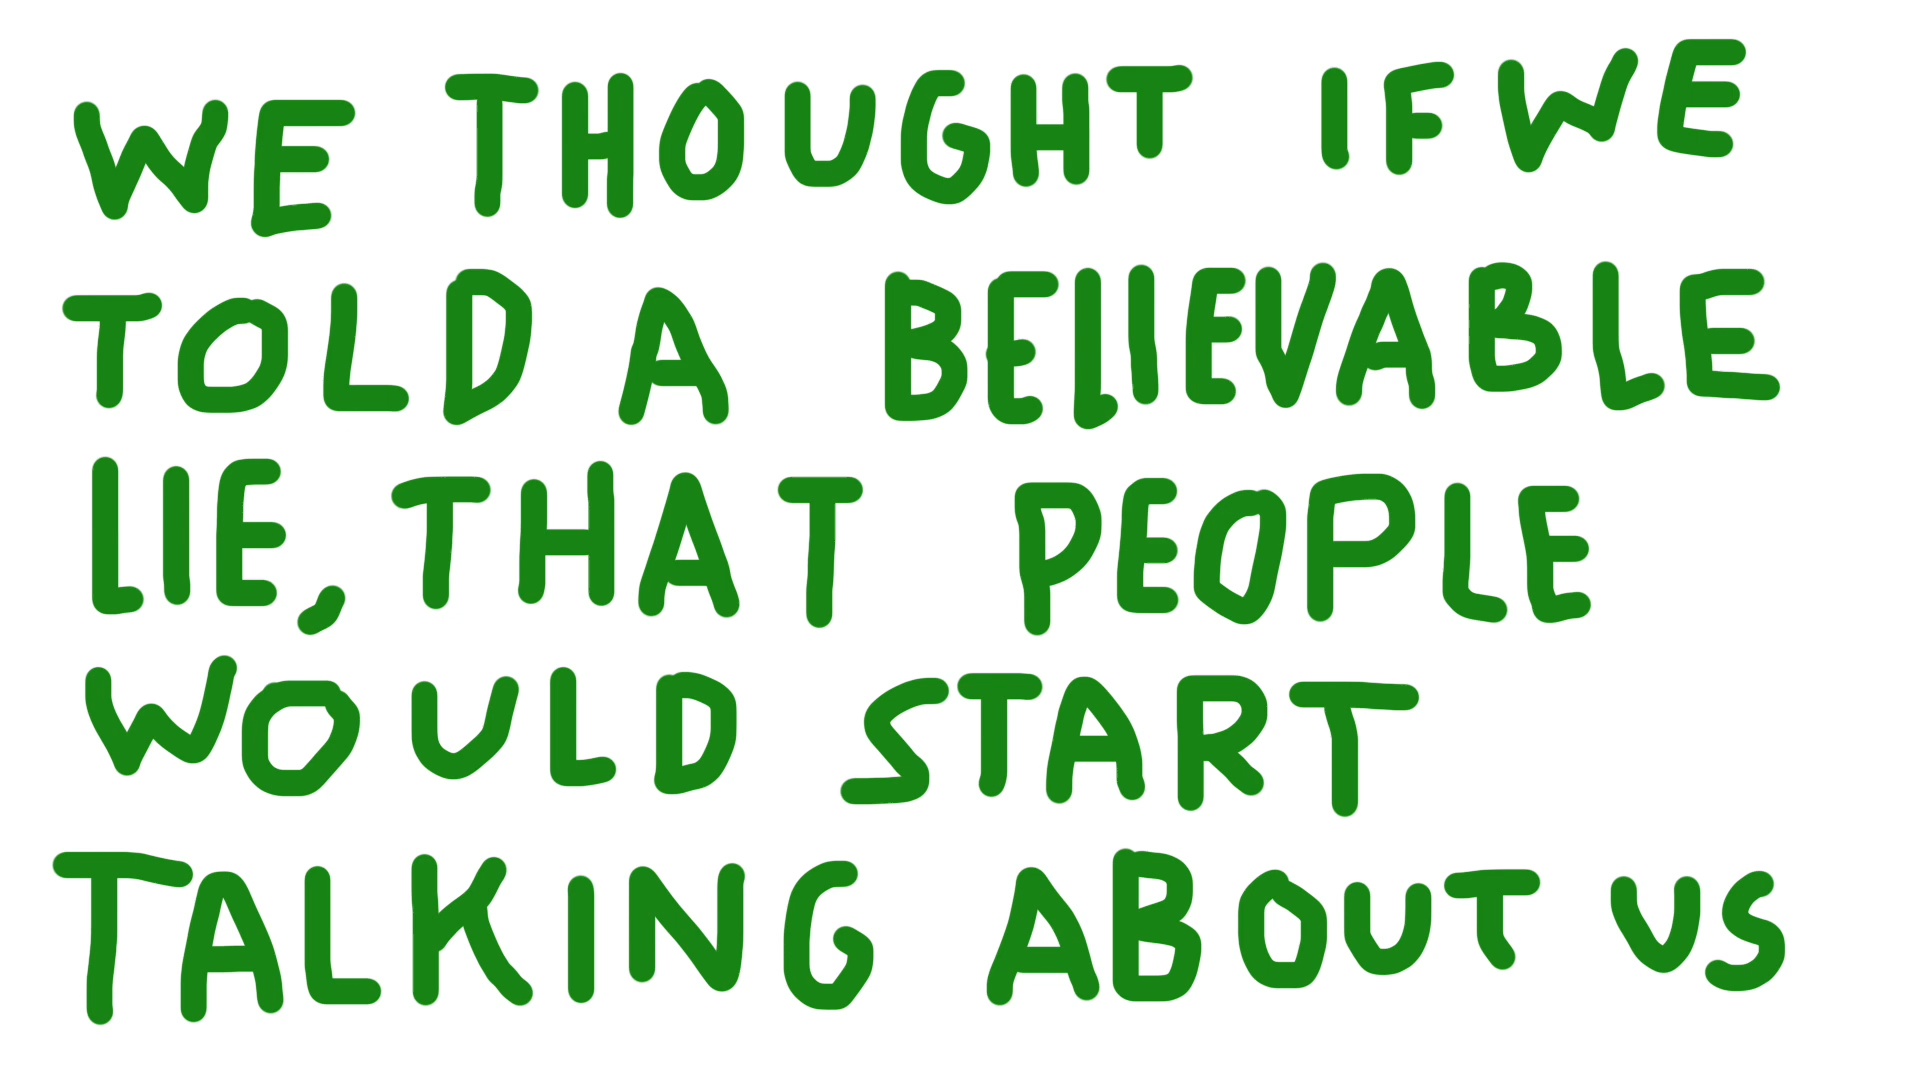 WE THOUGHT IF WE
TOLD A BELIEVABLE
LIE, THAT PEOPLE
WOULD START
TALKING ABOUT US